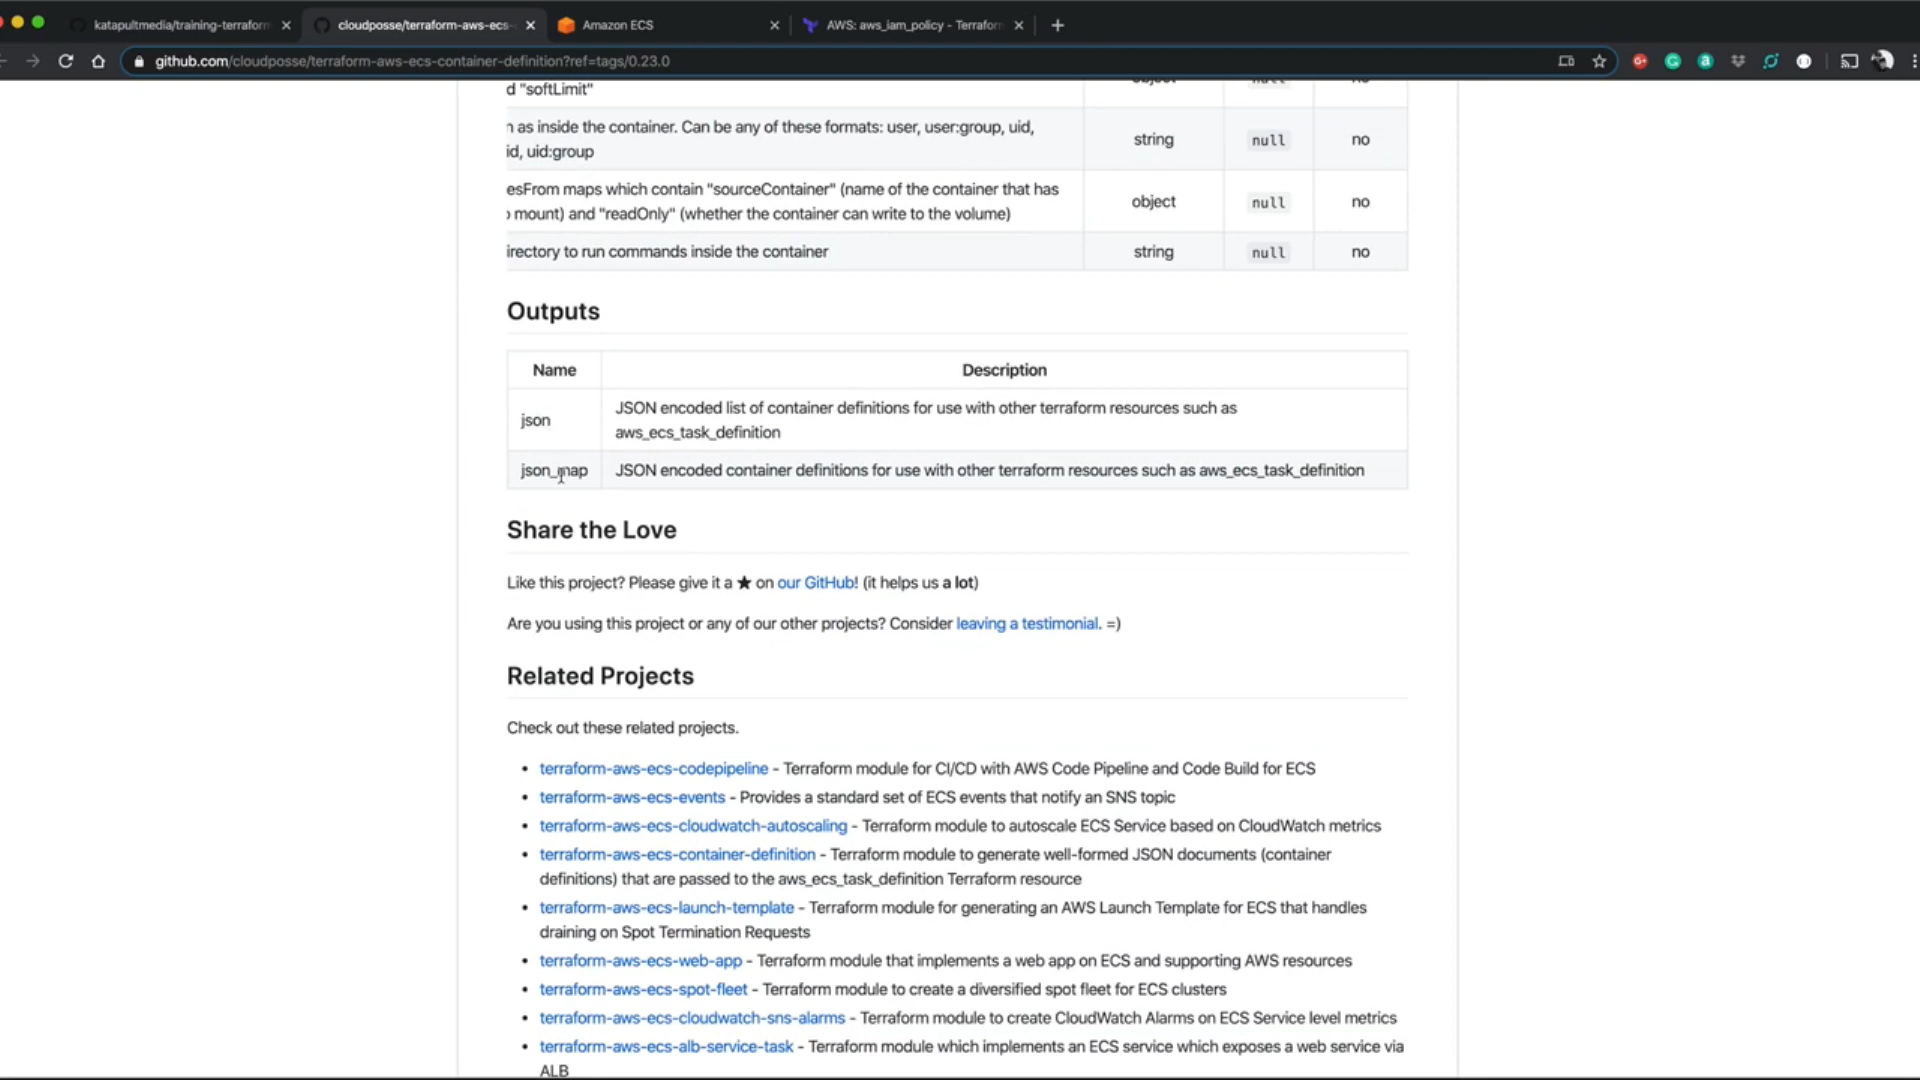 katapultmedia/training-terraform
cloudposse/terraform-aws-ecs-
Amazon ECS
AWS: aws_iam_policy - Terraform
github.com/cloudposse/terraform-aws-ecs-container-definition?ref=tags/0.23.0
d "softLimit"
n as inside the container. Can be any of these formats: user, user:group, uid,
string
null
no
id, uid:group
esFrom maps which contain "sourceContainer" (name of the container that has
object
null
no
o mount) and "readOnly" (whether the container can write to the volume)
irectory to run commands inside the container
string
null
no
Outputs
Name
Description
json
JSON encoded list of container definitions for use with other terraform resources such as
aws_ecs_task_definition
json_map
JSON encoded container definitions for use with other terraform resources such as aws_ecs_task_definition
Share the Love
Like this project? Please give it a ★ on our GitHub! (it helps us a lot)
Are you using this project or any of our other projects? Consider leaving a testimonial. =)
Related Projects
Check out these related projects.
• terraform-aws-ecs-codepipeline - Terraform module for CI/CD with AWS Code Pipeline and Code Build for ECS
• terraform-aws-ecs-events - Provides a standard set of ECS events that notify an SNS topic
• terraform-aws-ecs-cloudwatch-autoscaling - Terraform module to autoscale ECS Service based on CloudWatch metrics
• terraform-aws-ecs-container-definition - Terraform module to generate well-formed JSON documents (container
definitions) that are passed to the aws_ecs_task_definition Terraform resource
• terraform-aws-ecs-launch-template - Terraform module for generating an AWS Launch Template for ECS that handles
draining on Spot Termination Requests
• terraform-aws-ecs-web-app - Terraform module that implements a web app on ECS and supporting AWS resources
• terraform-aws-ecs-spot-fleet - Terraform module to create a diversified spot fleet for ECS clusters
• terraform-aws-ecs-cloudwatch-sns-alarms - Terraform module to create CloudWatch Alarms on ECS Service level metrics
• terraform-aws-ecs-alb-service-task - Terraform module which implements an ECS service which exposes a web service via
ALB